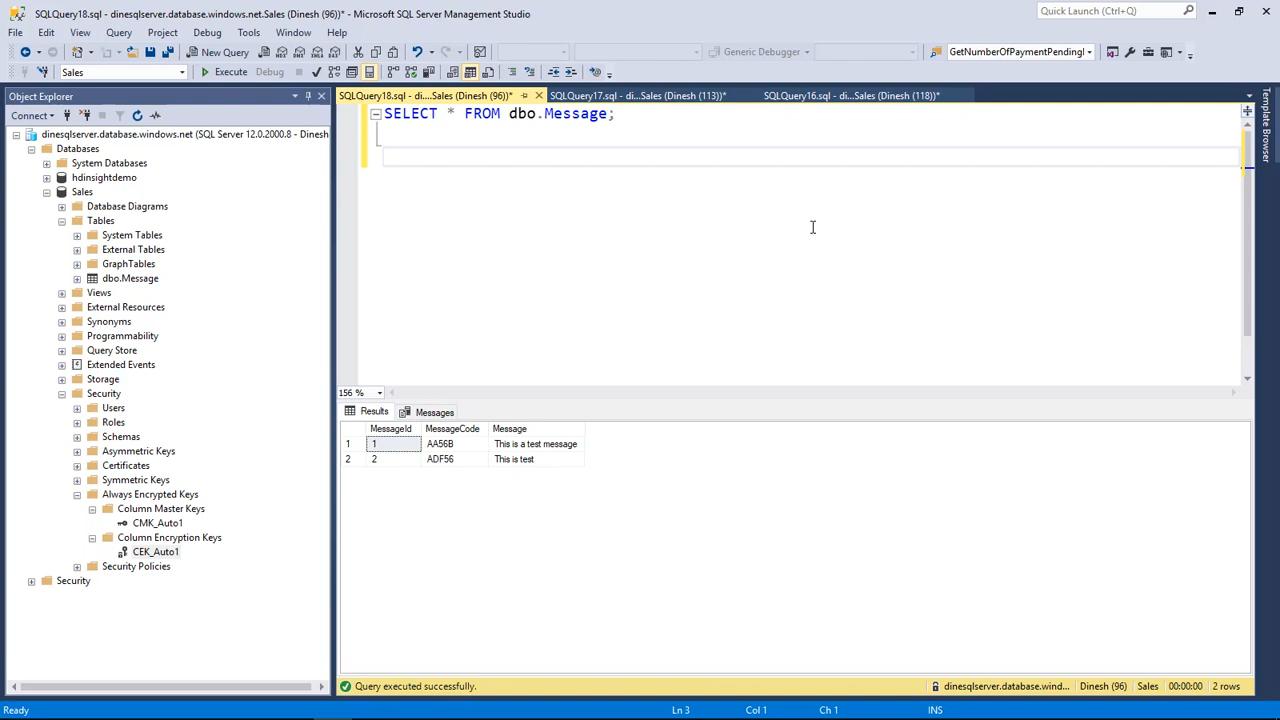 SQLQuery18.sql - dinesqlserver.database.windows.net.Sales (Dinesh (96))* - Microsoft SQL Server Management Studio
Quick Launch (Ctrl+Q)
File Edit View Query Project Debug Tools Window Help
New Query
Generic Debugger
GetNumberOfPaymentPendingI
Sales
Execute
Debug
Object Explorer
Connect
dinesqlserver.database.windows.net (SQL Server 12.0.2000.8 - Dinesh
Databases
System Databases
hdinsightdemo
Sales
Database Diagrams
Tables
System Tables
External Tables
GraphTables
dbo.Message
Views
External Resources
Synonyms
Programmability
Query Store
Extended Events
Storage
Security
Users
Roles
Schemas
Asymmetric Keys
Certificates
Symmetric Keys
Always Encrypted Keys
Column Master Keys
CMK_Auto1
Column Encryption Keys
CEK_Auto1
Security Policies
Security
SQLQuery18.sql - di....Sales (Dinesh (96))*
SQLQuery17.sql - di...Sales (Dinesh (113))*
SQLQuery16.sql - di...Sales (Dinesh (118))*
SELECT * FROM dbo.Message;
156 %
Results
Messages
MessageId MessageCode Message
1 1 AA56B This is a test message
2 2 ADF56 This is test
Query executed successfully.
dinesqlserver.database.wind... Dinesh (96) Sales 00:00:00 2 rows
Template Browser
Ready
Ln 3
Col 1
Ch 1
INS